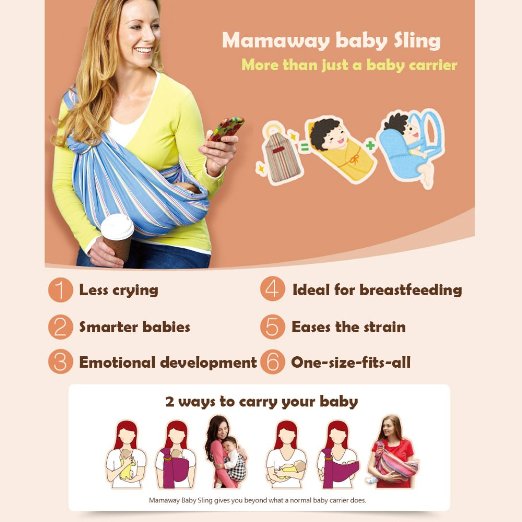 Mamaway baby Sling
More than just a baby carrier
=
+
1 Less crying
4 Ideal for breastfeeding
2 Smarter babies
5 Eases the strain
3 Emotional development
6 One-size-fits-all
2 ways to carry your baby
Mamaway Baby Sling gives you beyond what a normal baby carrier does.